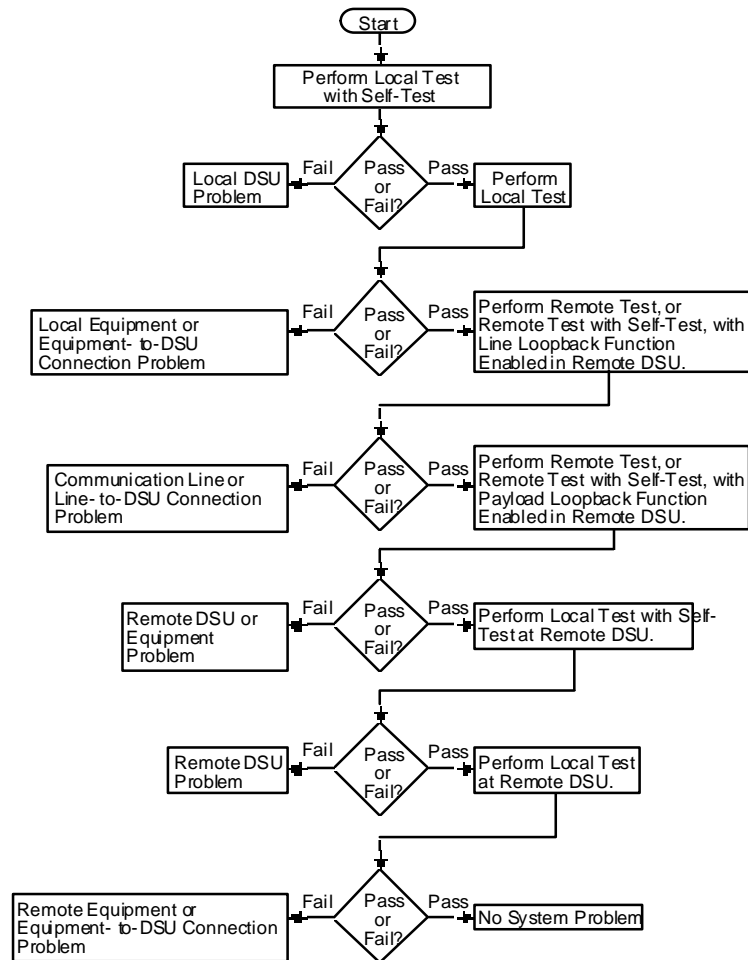 Start
Perform Local Test
with Self-Test
Pass
or
Fail?
Fail
Local DSU
Problem
Pass
Perform
Local Test
Pass
or
Fail?
Fail
Local Equipment or
Equipment- to-DSU
Connection Problem
Pass
Perform Remote Test, or
Remote Test with Self-Test, with
Line Loopback Function
Enabled in Remote DSU.
Pass
or
Fail?
Fail
Communication Line or
Line- to-DSU Connection
Problem
Pass
Perform Remote Test, or
Remote Test with Self-Test, with
Payload Loopback Function
Enabled in Remote DSU.
Pass
or
Fail?
Fail
Remote DSU or
Equipment
Problem
Pass
Perform Local Test with Self-
Test at Remote DSU.
Pass
or
Fail?
Fail
Remote DSU
Problem
Pass
Perform Local Test
at Remote DSU.
Pass
or
Fail?
Fail
Remote Equipment or
Equipment- to-DSU Connection
Problem
Pass
No System Problem